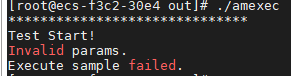 [root@ecs-f3c2-30e4 out]# ./amexec
******************************
Test Start!
Invalid params.
Execute sample failed.